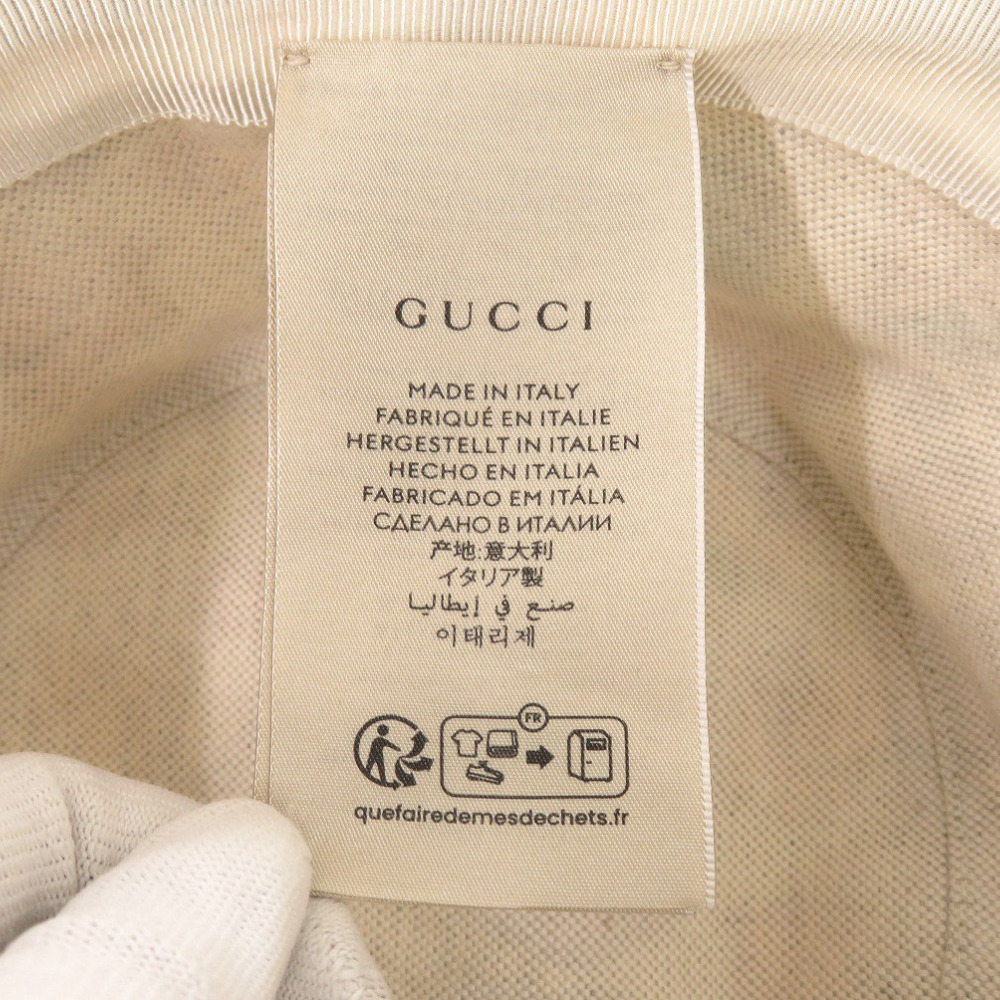 GUCCI
MADE IN ITALY
FABRIQUÉ EN ITALIE
HERGESTELLT IN ITALIEN
HECHO EN ITALIA
FABRICADO EM ITÁLIA
СДЕЛАНО В ИТАЛИИ
产地:意大利
イタリア製
صنع في إيطاليا
이태리제
FR
quefairedemesdechets.fr